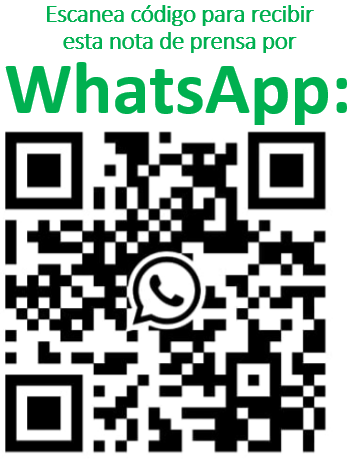 Escanea código para recibir
esta nota de prensa por
WhatsApp: